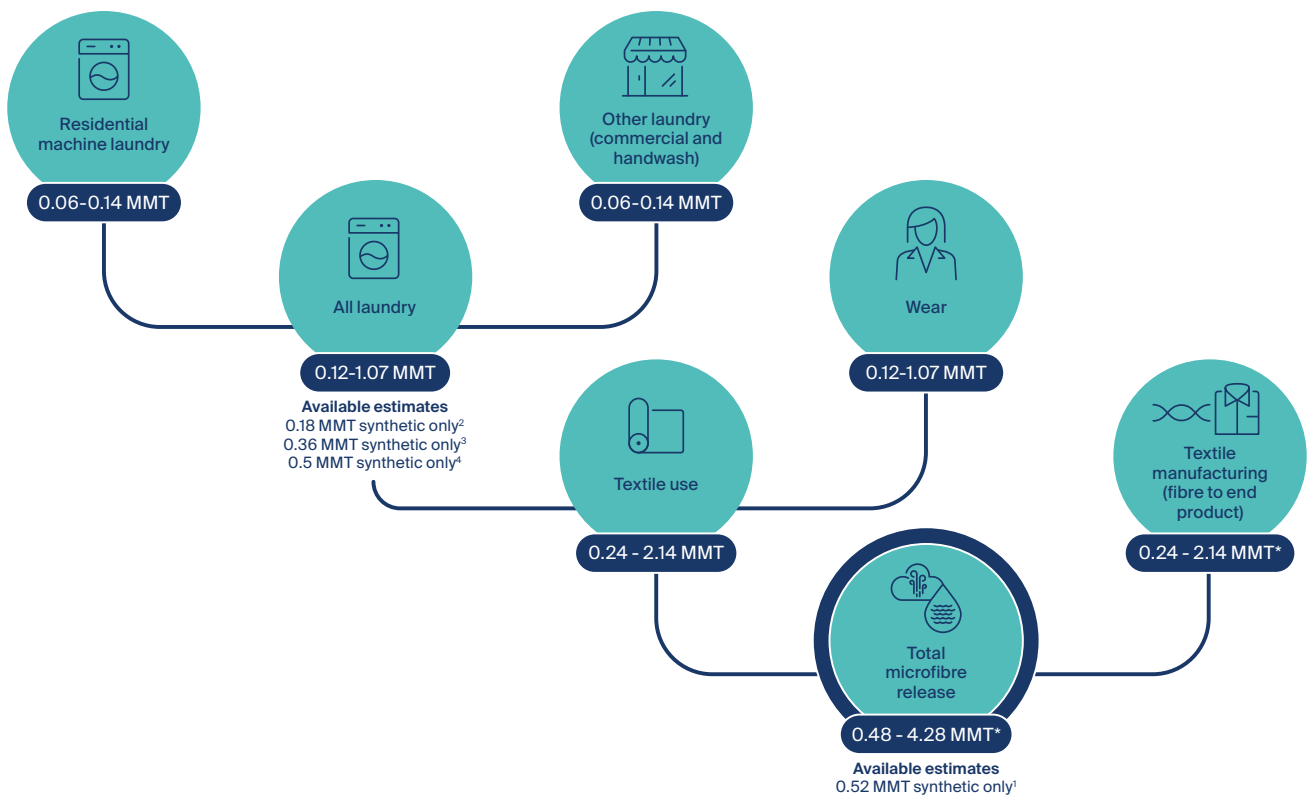 Residential
machine laundry
0.06-0.14 MMT
Other laundry
(commercial and
handwash)
0.06-0.14 MMT
All laundry
0.12-1.07 MMT
Available estimates
0.18 MMT synthetic only²
0.36 MMT synthetic only³
0.5 MMT synthetic only⁴
Wear
0.12-1.07 MMT
Textile use
0.24 - 2.14 MMT
Textile
manufacturing
(fibre to end
product)
0.24 - 2.14 MMT*
Total
microfibre
release
0.48 - 4.28 MMT*
Available estimates
0.52 MMT synthetic only¹